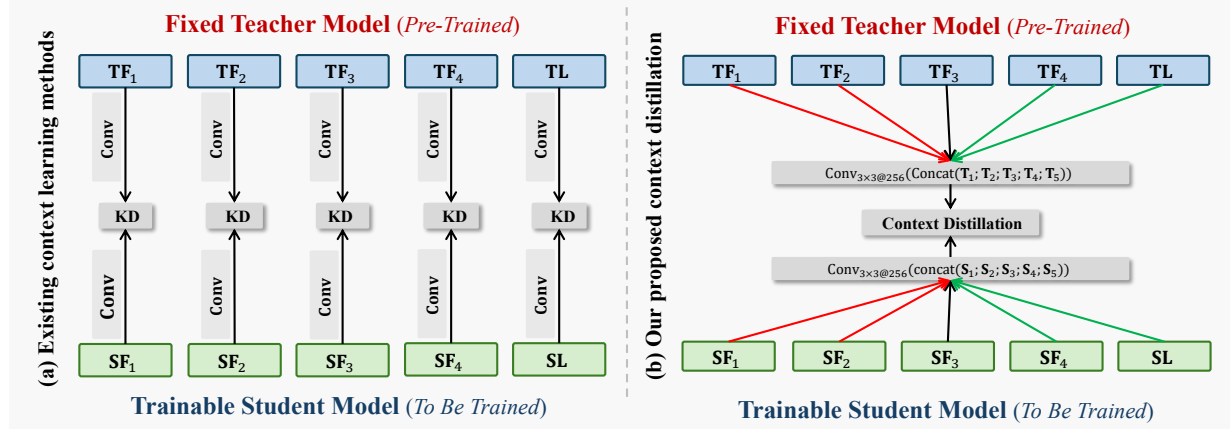 (a) Existing context learning methods
Fixed Teacher Model (Pre-Trained)
TF₁ TF₂ TF₃ TF₄ TL
Conv Conv Conv Conv Conv
KD KD KD KD KD
Conv Conv Conv Conv Conv
SF₁ SF₂ SF₃ SF₄ SL
Trainable Student Model (To Be Trained)
(b) Our proposed context distillation
Fixed Teacher Model (Pre-Trained)
TF₁ TF₂ TF₃ TF₄ TL
Conv₃×₃@₂₅₆(Concat(T₁; T₂; T₃; T₄; T₅))
Context Distillation
Conv₃×₃@₂₅₆(concat(S₁; S₂; S₃; S₄; S₅))
SF₁ SF₂ SF₃ SF₄ SL
Trainable Student Model (To Be Trained)